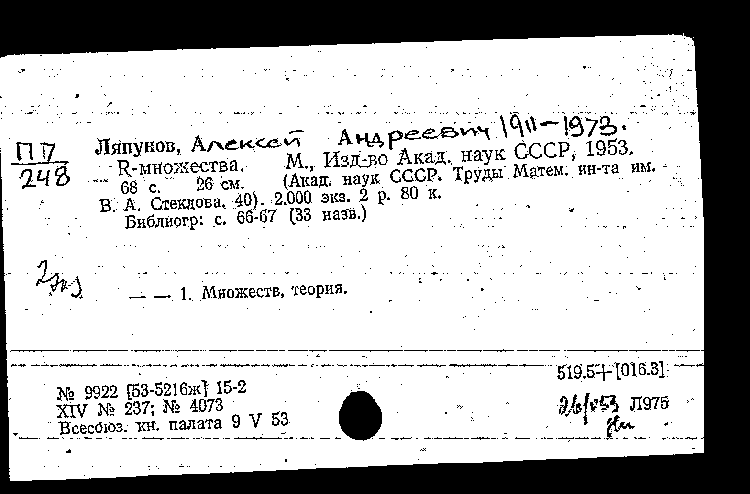 Ляпунов, Алексей Андреевич 1911-1973.
ПП
248
R-множества. М., Изд-во Акад. наук СССР, 1953.
68 с. 26 см. (Акад. наук СССР. Труды Матем. ин-та им.
В. А. Стеклова. 40). 2.000 экз. 2 р. 80 к.
Библиогр: с. 66-67 (33 назв.)
— — 1. Множеств, теория.
519.5+[016.3]
№ 9922 [53-5216ж] 15-2
XIV № 237; № 4073
Всесоюз. кн. палата 9 V 53
26/V53 Л975